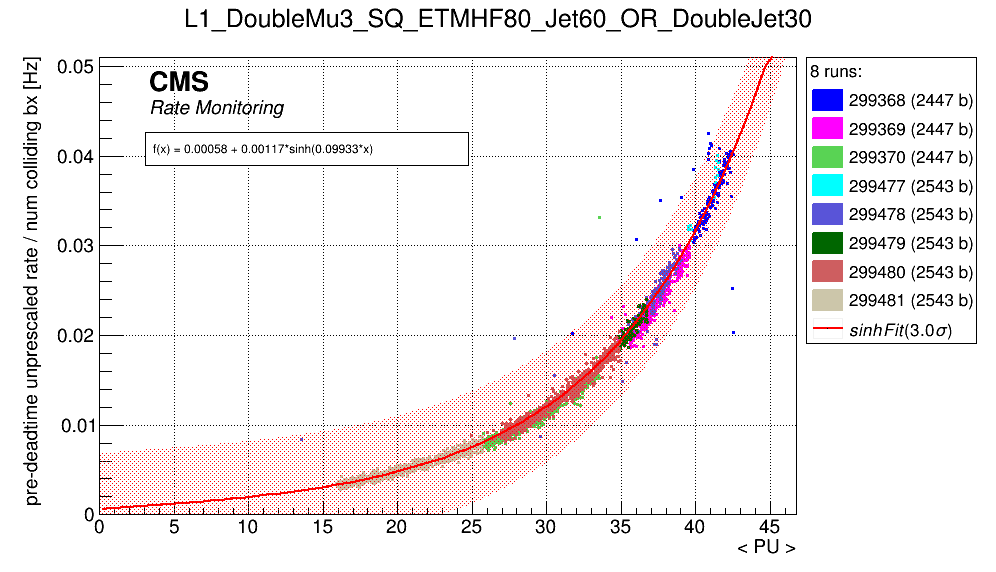 L1_DoubleMu3_SQ_ETMHF80_Jet60_OR_DoubleJet30
pre-deadtime unprescaled rate / num colliding bx [Hz]
0.05
0.04
0.03
0.02
0.01
0
CMS
Rate Monitoring
f(x) = 0.00058 + 0.00117*sinh(0.09933*x)
0 5 10 15 20 25 30 35 40 45
< PU >
8 runs:
299368 (2447 b)
299369 (2447 b)
299370 (2447 b)
299477 (2543 b)
299478 (2543 b)
299479 (2543 b)
299480 (2543 b)
299481 (2543 b)
sinhFit(3.0σ)